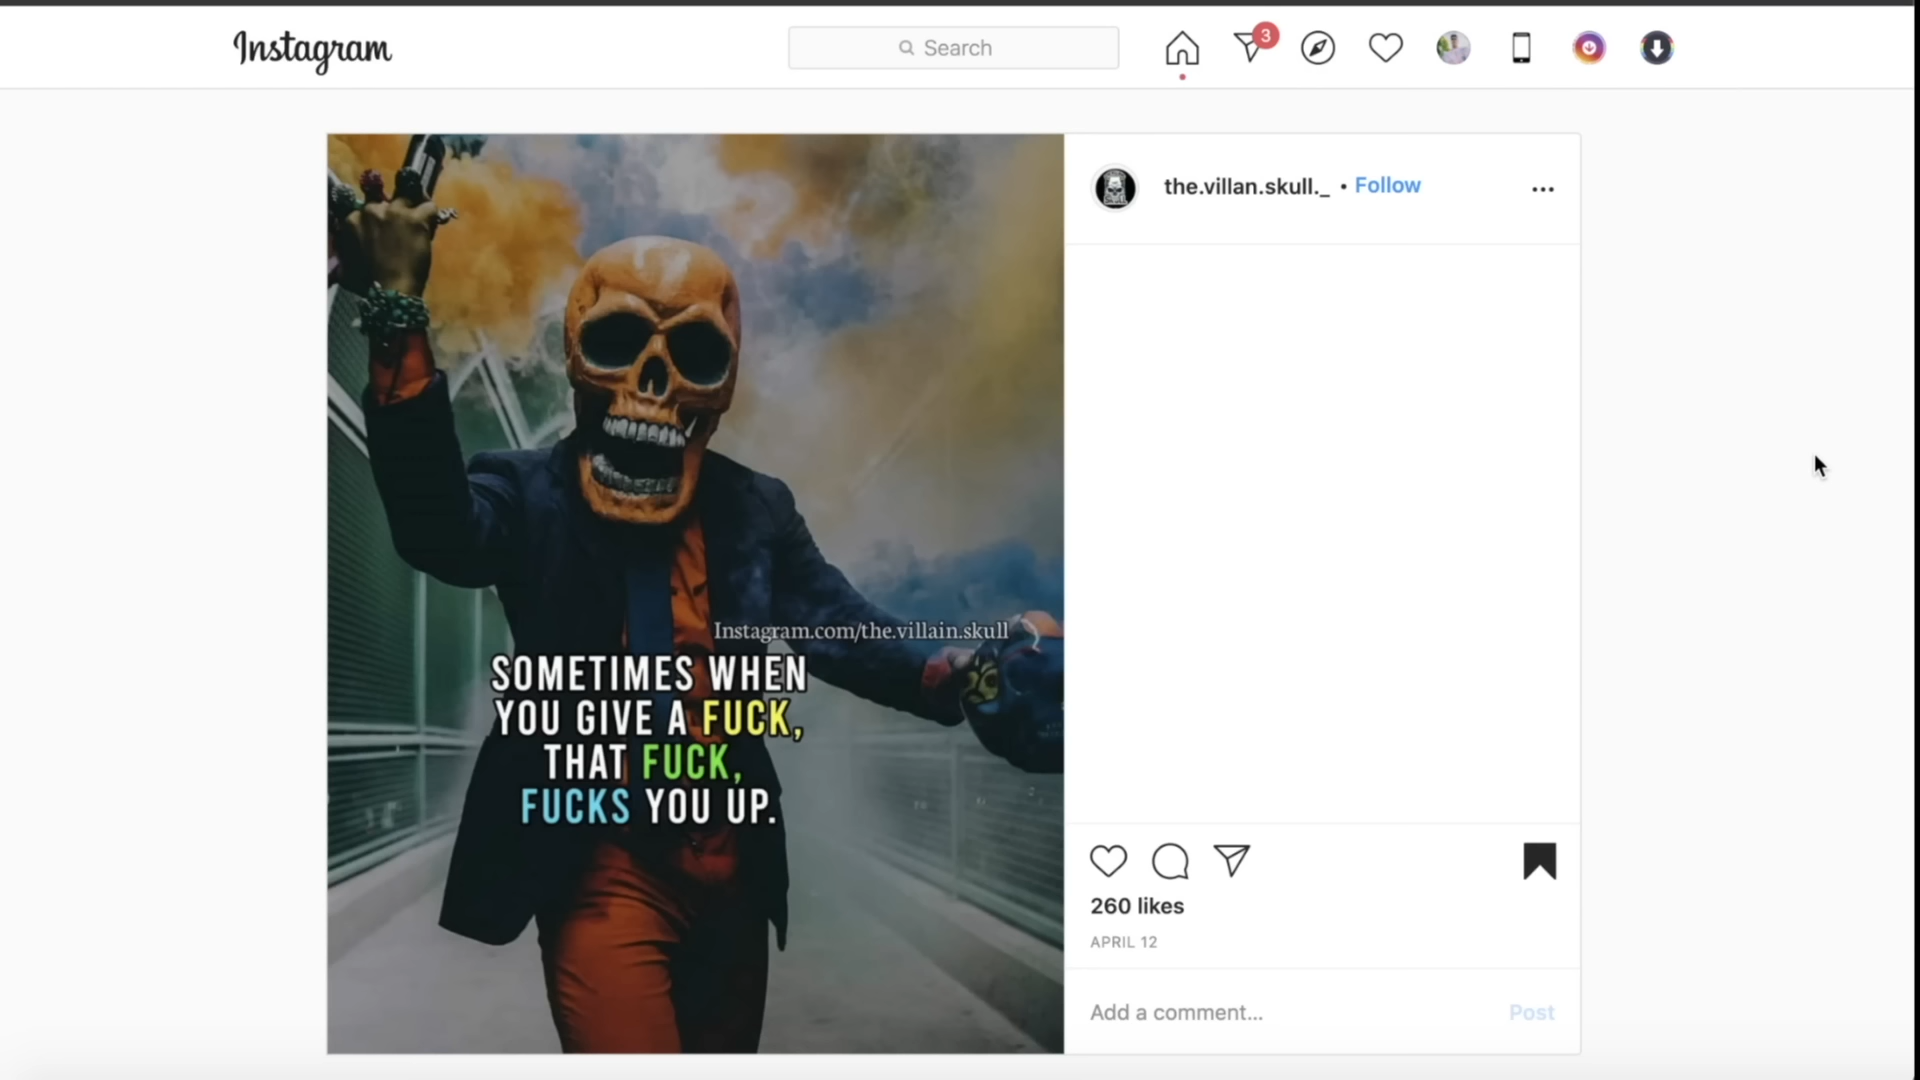 Instagram
Search
3
the.villan.skull._ • Follow
Instagram.com/the.villain.skull
SOMETIMES WHEN
YOU GIVE A FUCK,
THAT FUCK,
FUCKS YOU UP.
260 likes
APRIL 12
Add a comment...
Post